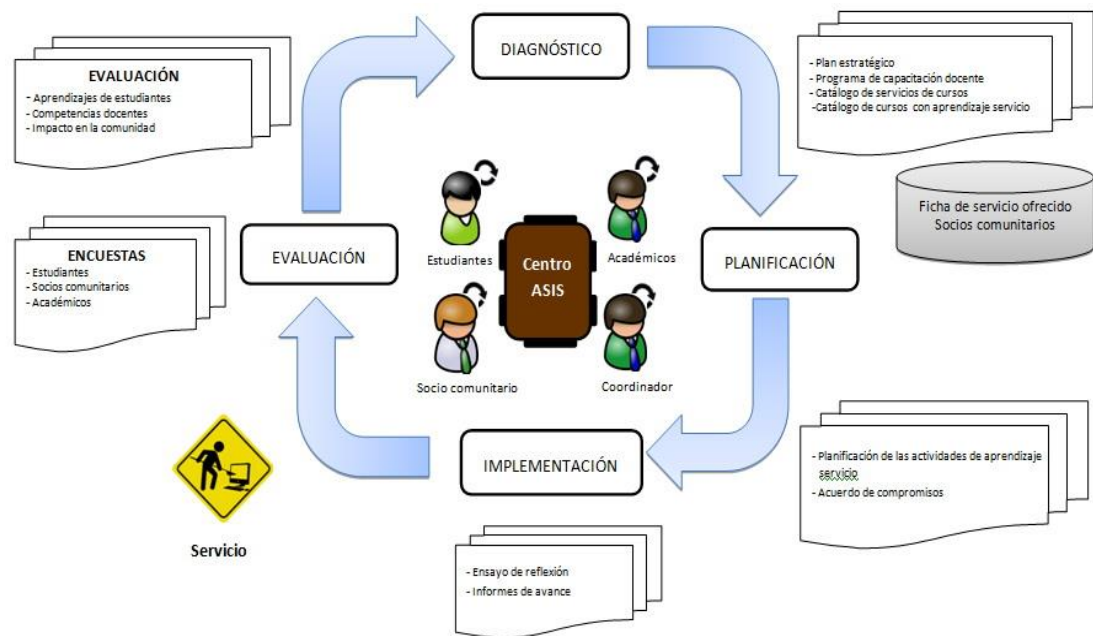 DIAGNÓSTICO
EVALUACIÓN
- Aprendizajes de estudiantes
- Competencias docentes
- Impacto en la comunidad
- Plan estratégico
- Programa de capacitación docente
- Catálogo de servicios de cursos
-Catálogo de cursos con aprendizaje servicio
Ficha de servicio ofrecido
Socios comunitarios
ENCUESTAS
- Estudiantes
- Socios comunitarios
- Académicos
EVALUACIÓN
Estudiantes
Centro
ASIS
Académicos
PLANIFICACIÓN
Socio comunitario
Coordinador
IMPLEMENTACIÓN
- Planificación de las actividades de aprendizaje
servicio
- Acuerdo de compromisos
Servicio
- Ensayo de reflexión
- Informes de avance